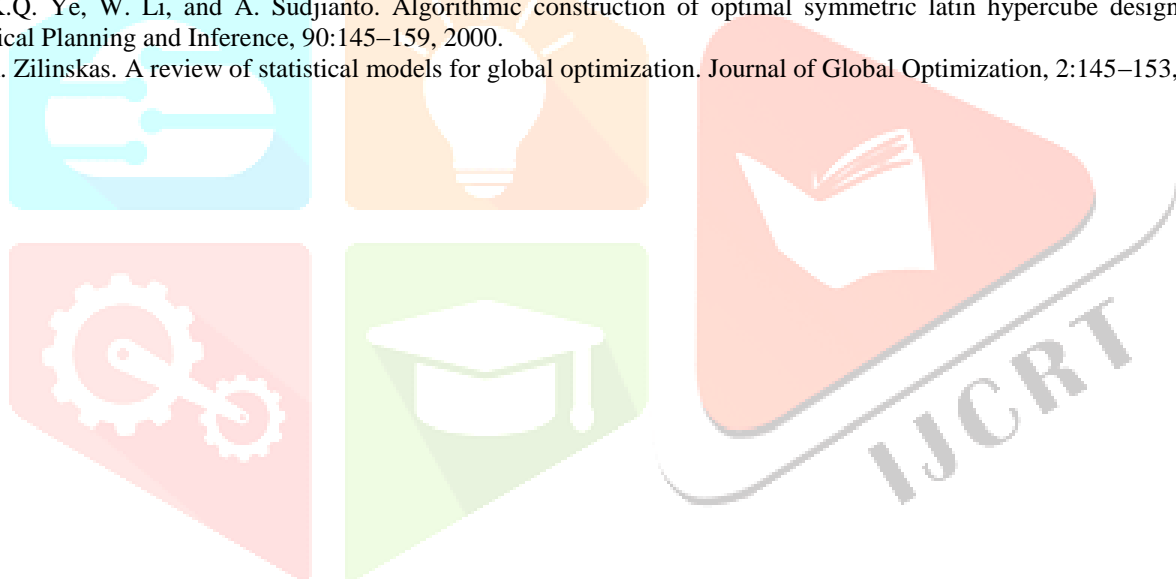 K.Q. Ye, W. Li, and A. Sudjianto. Algorithmic construction of optimal symmetric latin hypercube design
ical Planning and Inference, 90:145–159, 2000.
. Zilinskas. A review of statistical models for global optimization. Journal of Global Optimization, 2:145–153,
IJCRT